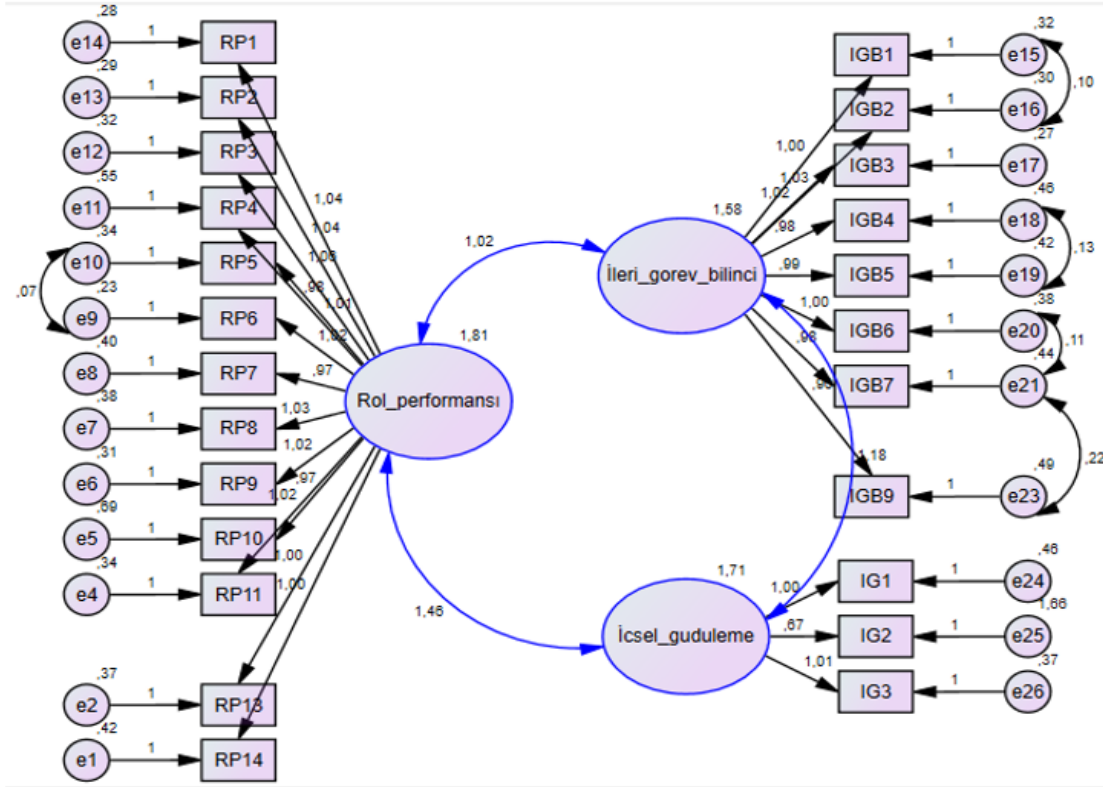 ,28
e14 1 RP1
,29
e13 1 RP2
,32
e12 1 RP3
,55
e11 1 RP4
,34
e10 1 RP5
,23
e9 1 RP6
,40
e8 1 RP7
,38
e7 1 RP8
,31
e6 1 RP9
,69
e5 1 RP10
,34
e4 1 RP11
,37
e2 1 RP13
,42
e1 1 RP14
,07
1,04
1,04
1,06
,98
1,01
1,02
,97
1,03
1,02
,97
1,02
1,00
1,00
1,81
Rol_performansı
1,02
1,46
1,58
İleri_gorev_bilinci
1,00
1,02
1,03
,98
,99
1,00
,98
1,18
1,71
İcsel_guduleme
1,00
,67
1,01
,32
IGB1 1 e15
,30
IGB2 1 e16
,27
IGB3 1 e17
,46
IGB4 1 e18
,42
IGB5 1 e19
,38
IGB6 1 e20
,44
IGB7 1 e21
,49
IGB9 1 e23
,46
IG1 1 e24
1,66
IG2 1 e25
,37
IG3 1 e26
,10
,13
,11
,22